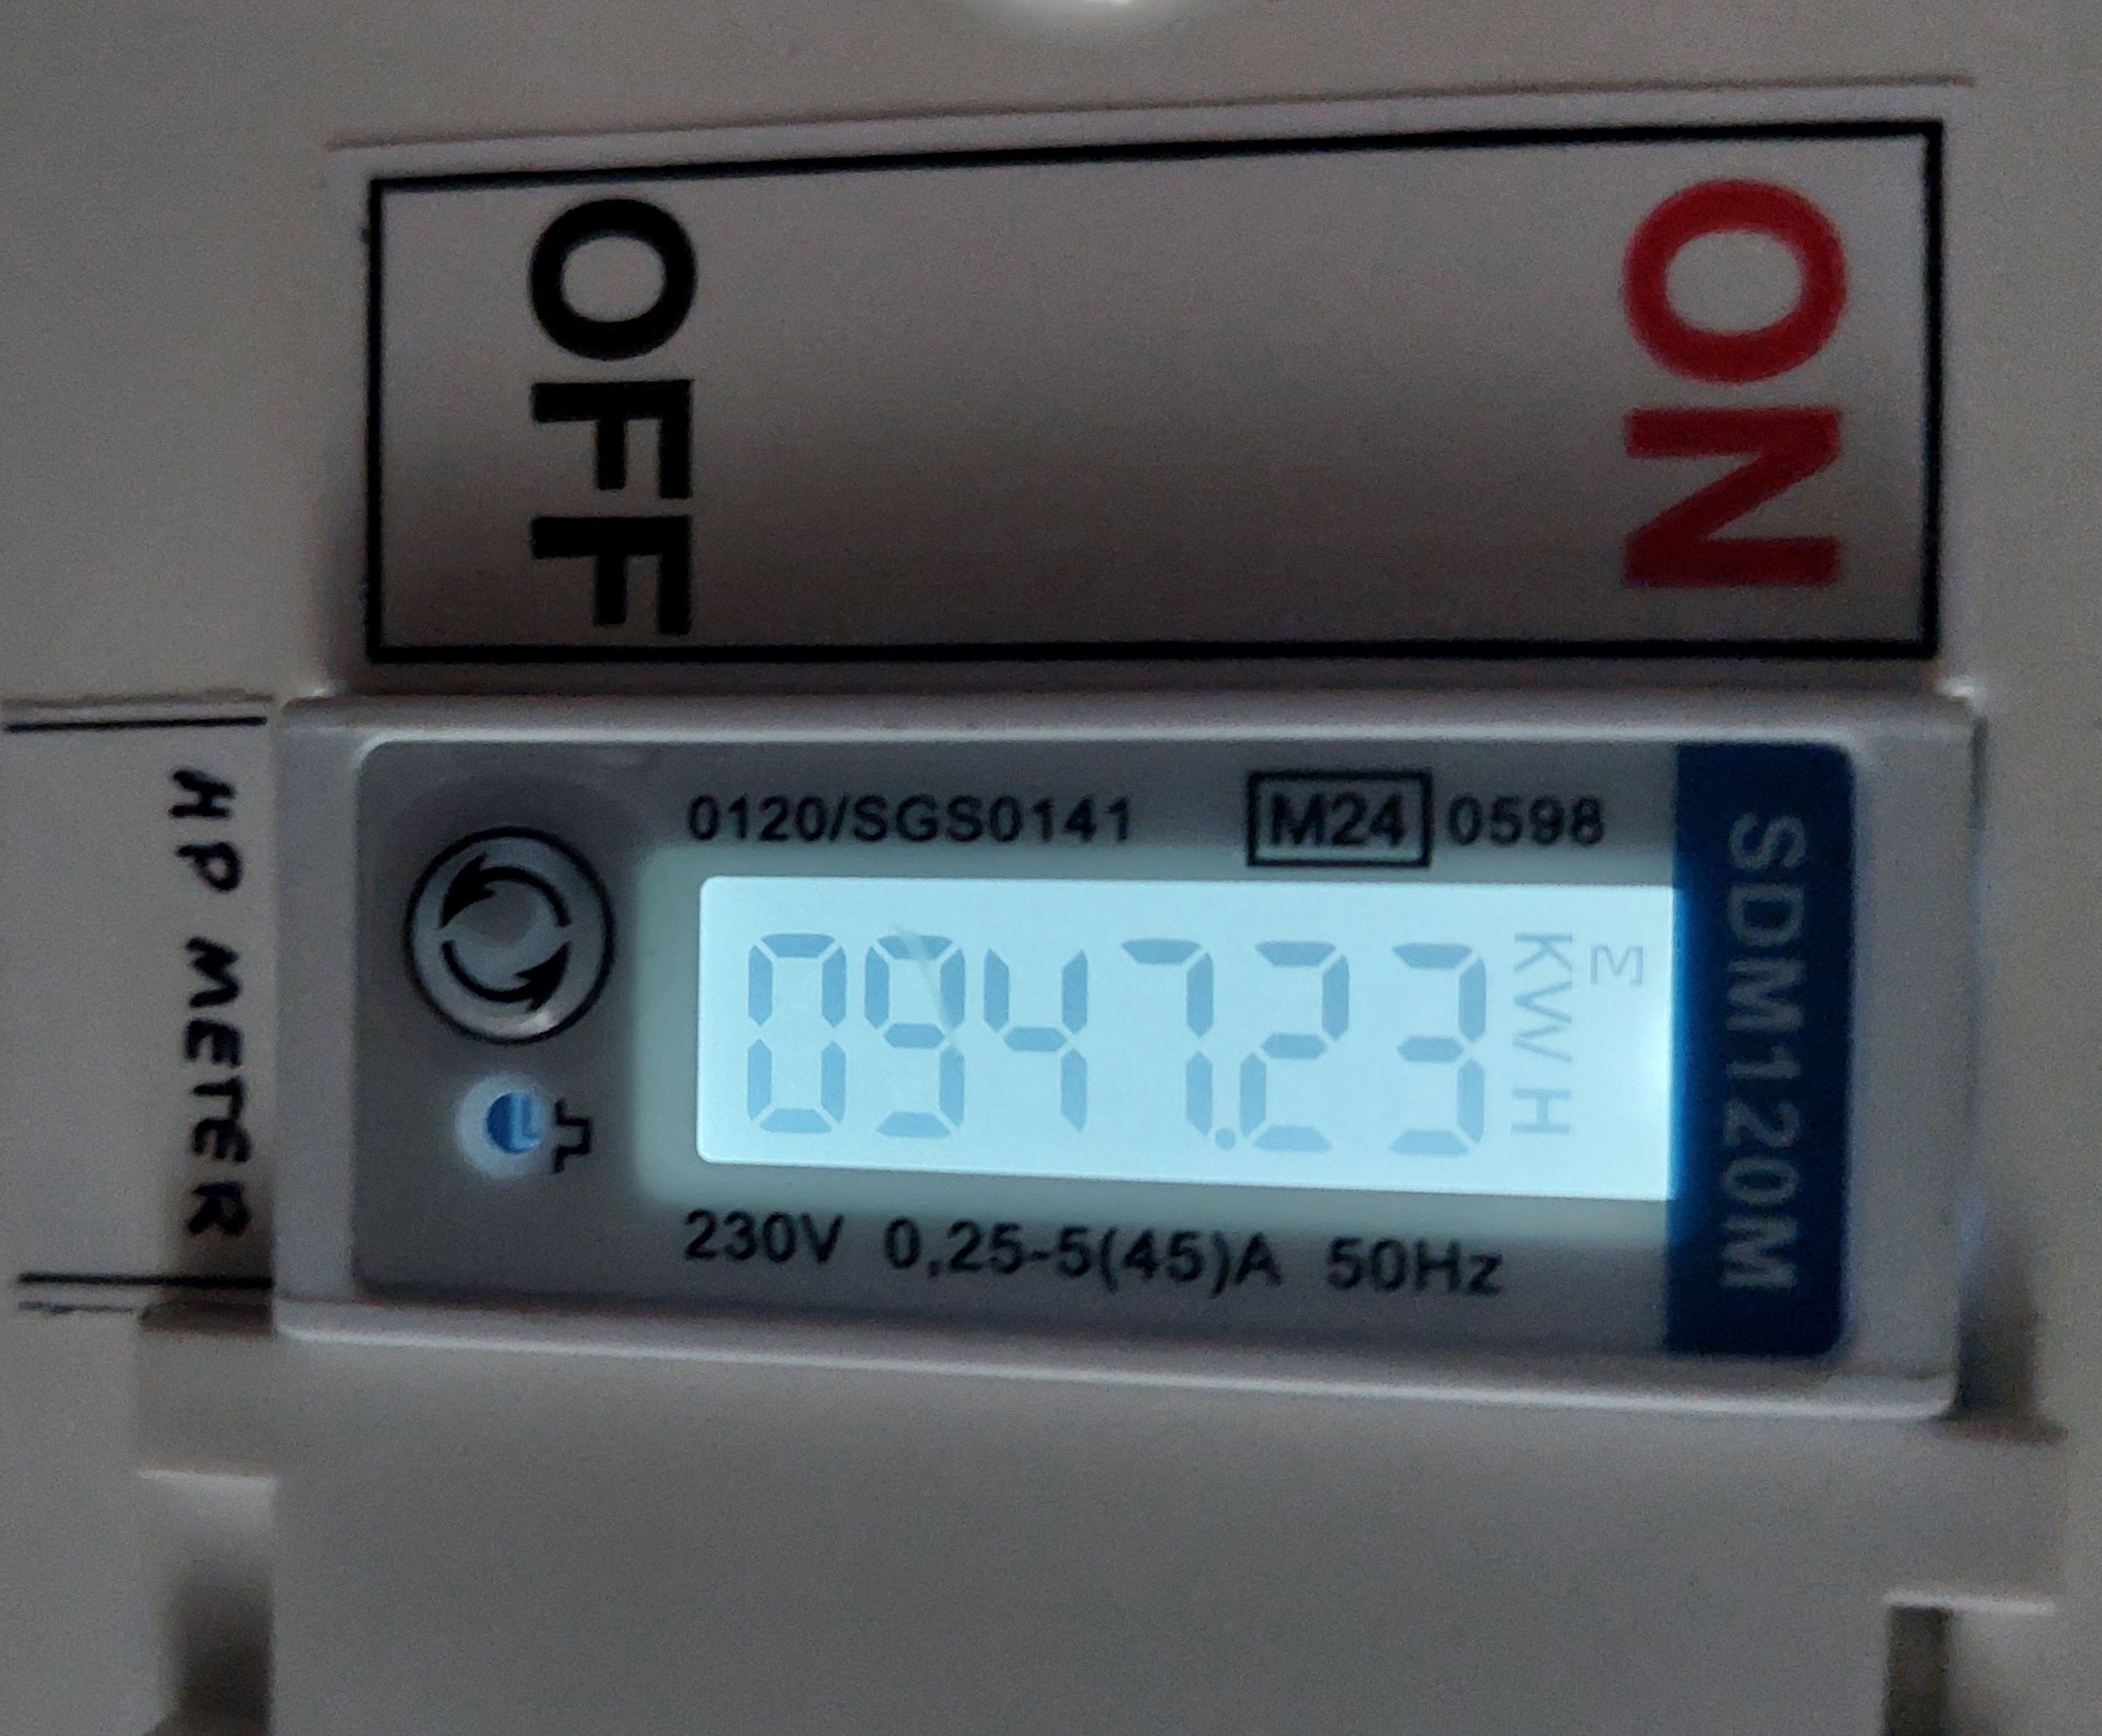 OFF
ON
HP METER
0120/SGS0141 M24 0598
0947.23 KWH
Σ
230V 0,25-5(45)A 50Hz
SDM120M